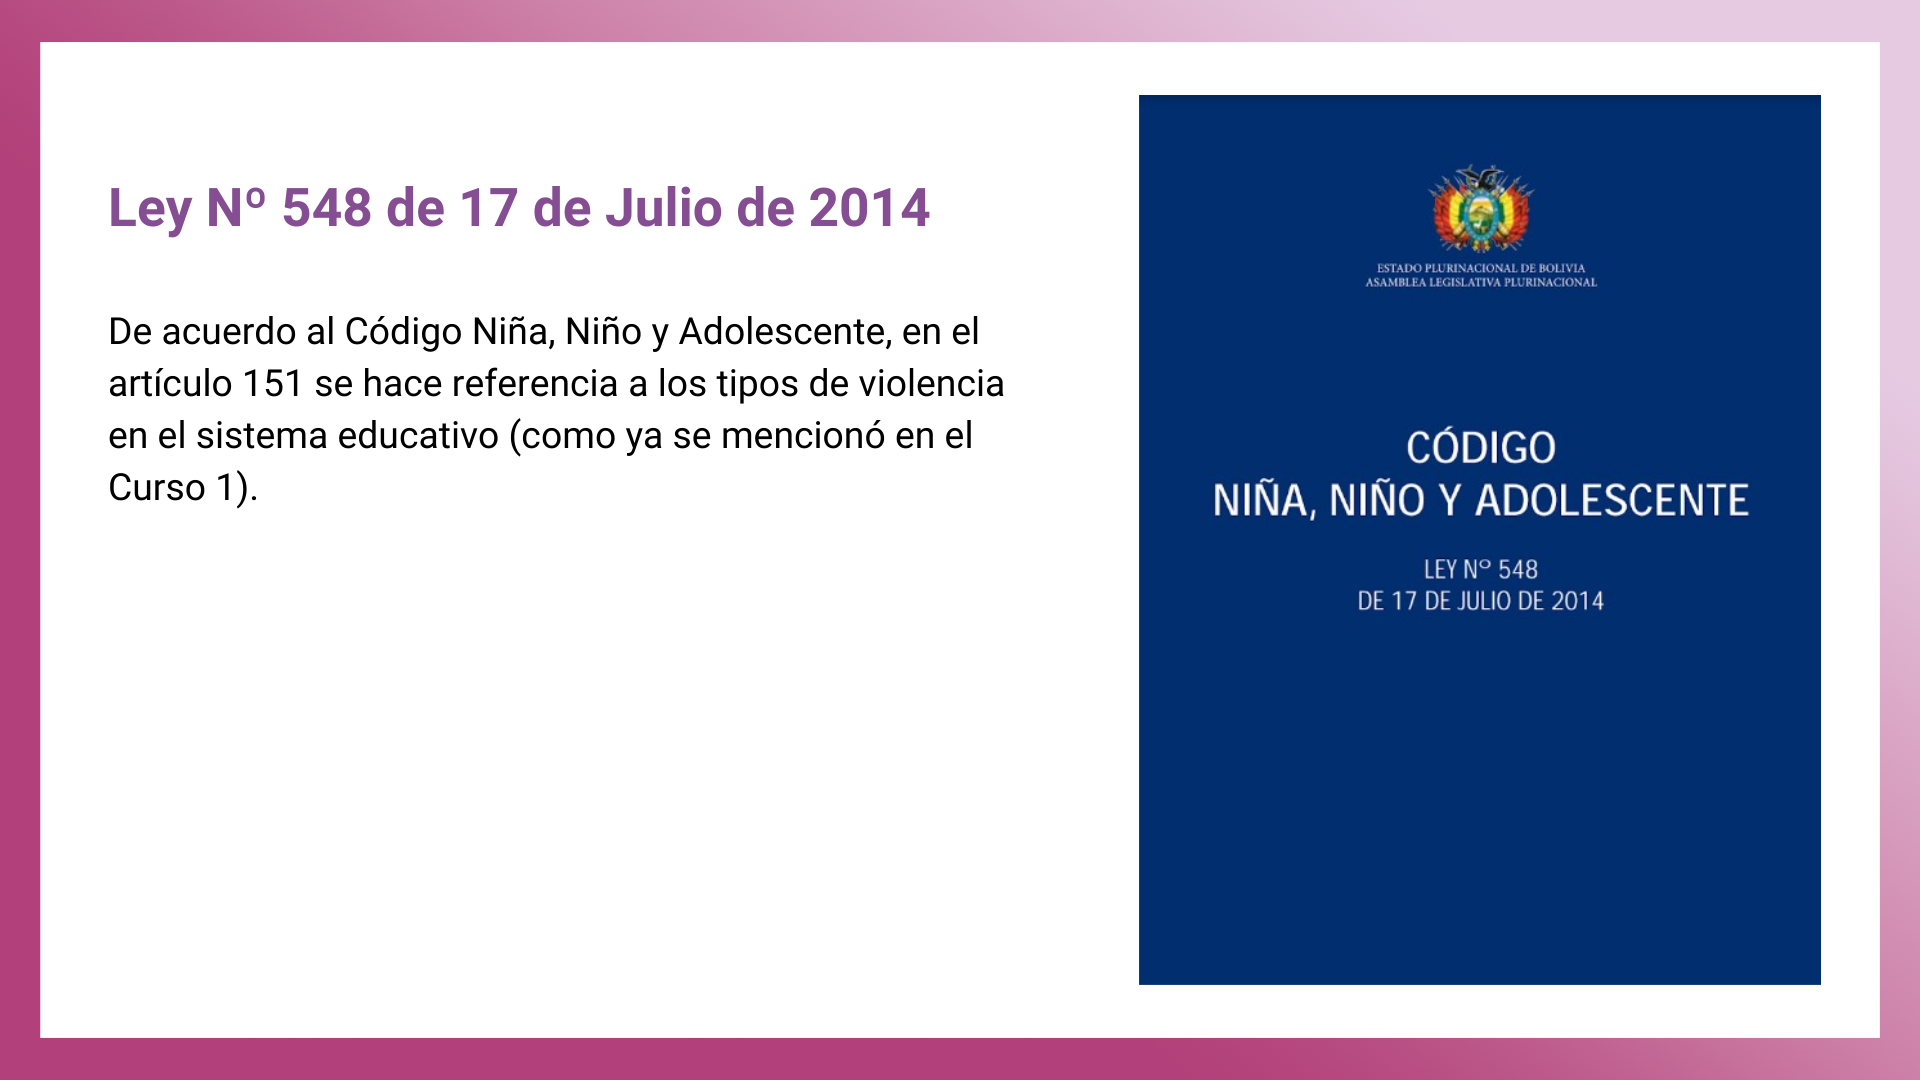 Ley Nº 548 de 17 de Julio de 2014
De acuerdo al Código Niña, Niño y Adolescente, en el
artículo 151 se hace referencia a los tipos de violencia
en el sistema educativo (como ya se mencionó en el
Curso 1).
ESTADO PLURINACIONAL DE BOLIVIA
ASAMBLEA LEGISLATIVA PLURINACIONAL
CÓDIGO
NIÑA, NIÑO Y ADOLESCENTE
LEY Nº 548
DE 17 DE JULIO DE 2014